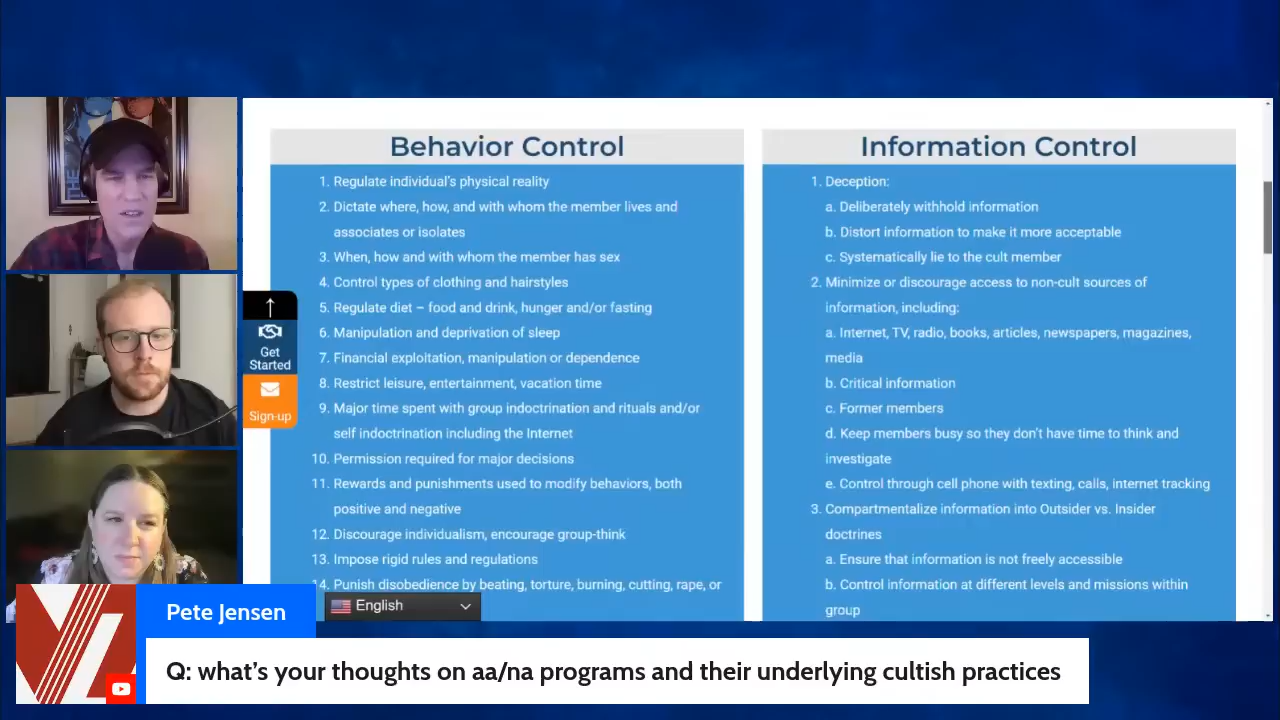 Behavior Control
1. Regulate individual's physical reality
2. Dictate where, how, and with whom the member lives and
associates or isolates
3. When, how and with whom the member has sex
4. Control types of clothing and hairstyles
5. Regulate diet – food and drink, hunger and/or fasting
6. Manipulation and deprivation of sleep
7. Financial exploitation, manipulation or dependence
8. Restrict leisure, entertainment, vacation time
9. Major time spent with group indoctrination and rituals and/or
self indoctrination including the Internet
10. Permission required for major decisions
11. Rewards and punishments used to modify behaviors, both
positive and negative
12. Discourage individualism, encourage group-think
13. Impose rigid rules and regulations
14. Punish disobedience by beating, torture, burning, cutting, rape, or
Information Control
1. Deception:
a. Deliberately withhold information
b. Distort information to make it more acceptable
c. Systematically lie to the cult member
2. Minimize or discourage access to non-cult sources of
information, including:
a. Internet, TV, radio, books, articles, newspapers, magazines,
media
b. Critical information
c. Former members
d. Keep members busy so they don't have time to think and
investigate
e. Control through cell phone with texting, calls, internet tracking
3. Compartmentalize information into Outsider vs. Insider
doctrines
a. Ensure that information is not freely accessible
b. Control information at different levels and missions within
group
↑
Get
Started
Sign-up
English
Pete Jensen
Q: what's your thoughts on aa/na programs and their underlying cultish practices